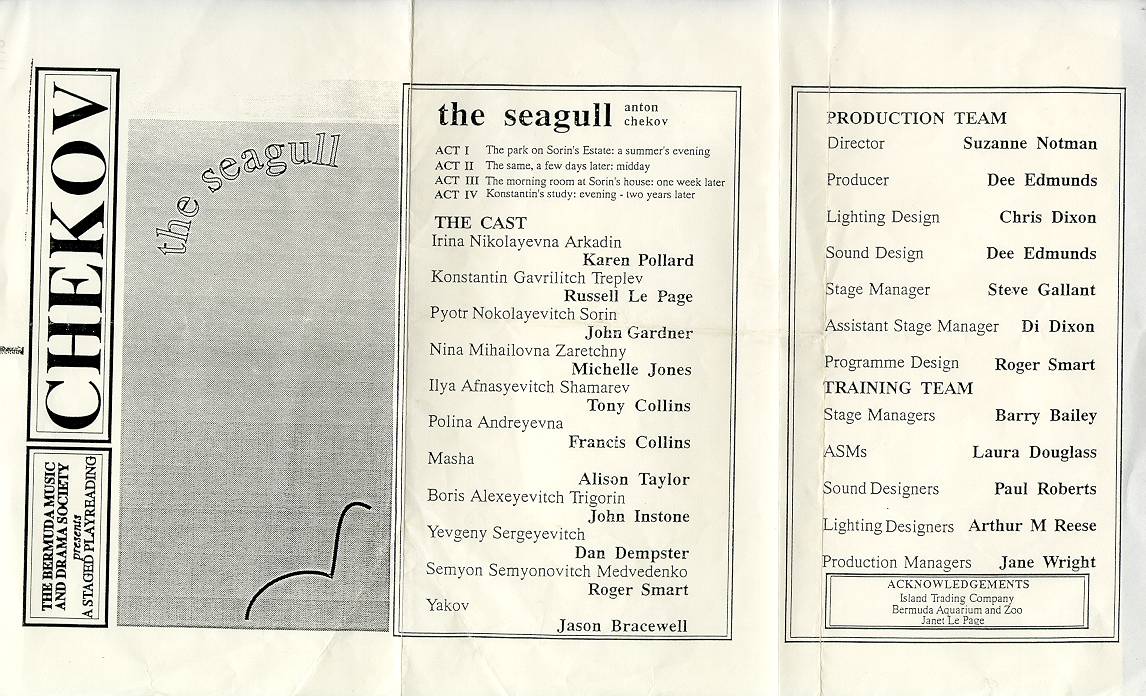 CHEKOV
THE BERMUDA MUSIC
AND DRAMA SOCIETY
presents
A STAGED PLAYREADING
the seagull
the seagull anton
chekov
ACT I The park on Sorin's Estate: a summer's evening
ACT II The same, a few days later: midday
ACT III The morning room at Sorin's house: one week later
ACT IV Konstantin's study: evening - two years later
THE CAST
Irina Nikolayevna Arkadin
Karen Pollard
Konstantin Gavrilitch Treplev
Russell Le Page
Pyotr Nokolayevitch Sorin
John Gardner
Nina Mihailovna Zaretchny
Michelle Jones
Ilya Afnasyevitch Shamarev
Tony Collins
Polina Andreyevna
Francis Collins
Masha
Alison Taylor
Boris Alexeyevitch Trigorin
John Instone
Yevgeny Sergeyevitch
Dan Dempster
Semyon Semyonovitch Medvedenko
Roger Smart
Yakov
Jason Bracewell
PRODUCTION TEAM
Director Suzanne Notman
Producer Dee Edmunds
Lighting Design Chris Dixon
Sound Design Dee Edmunds
Stage Manager Steve Gallant
Assistant Stage Manager Di Dixon
Programme Design Roger Smart
TRAINING TEAM
Stage Managers Barry Bailey
ASMs Laura Douglass
Sound Designers Paul Roberts
Lighting Designers Arthur M Reese
Production Managers Jane Wright
ACKNOWLEDGEMENTS
Island Trading Company
Bermuda Aquarium and Zoo
Janet Le Page